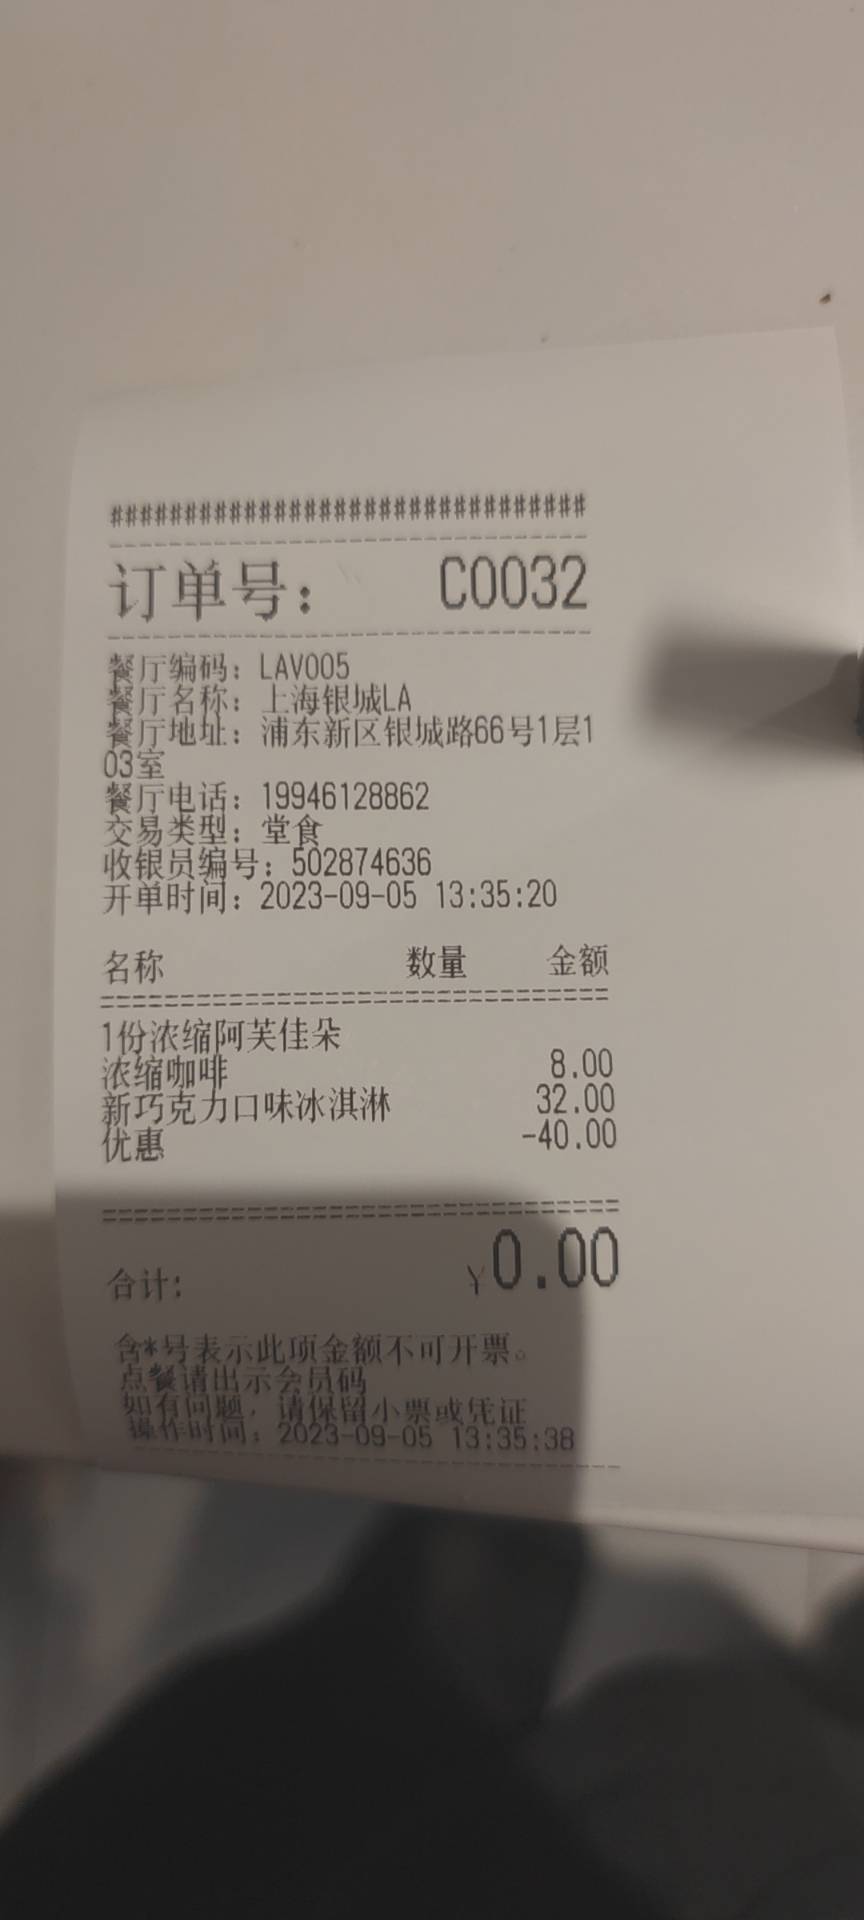 ################################
订单号： C0032
餐厅编码：LAV005
餐厅名称：上海银城LA
餐厅地址：浦东新区银城路66号1层1
03室
餐厅电话：19946128862
交易类型：堂食
收银员编号：502874636
开单时间：2023-09-05 13:35:20
名称 数量 金额
1份浓缩阿芙佳朵
浓缩咖啡 8.00
新巧克力口味冰淇淋 32.00
优惠 -40.00
合计: ¥0.00
含*号表示此项金额不可开票。
点餐请出示会员码
如有问题，请保留小票或凭证
操作时间：2023-09-05 13:35:38